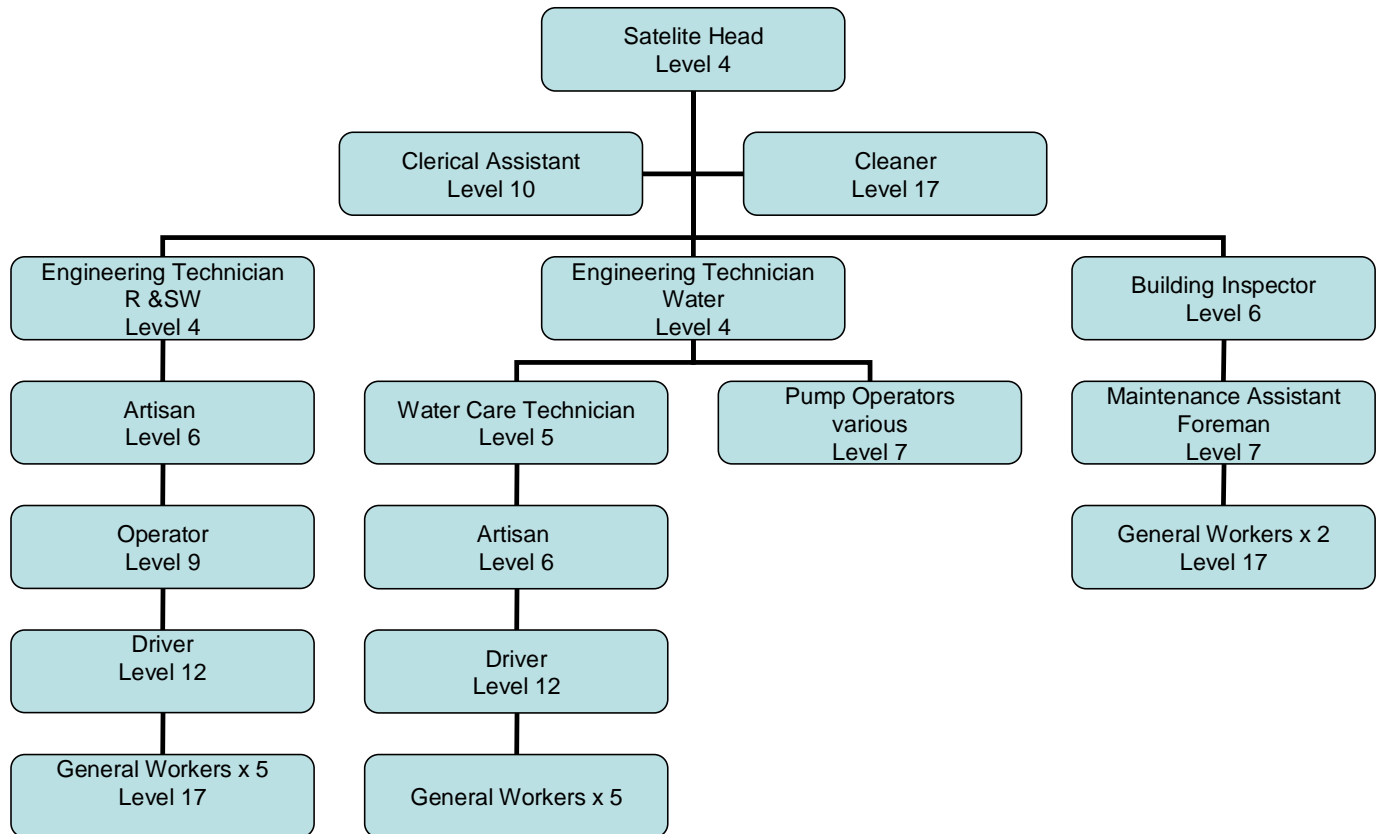 Satelite Head
Level 4
Clerical Assistant
Level 10
Cleaner
Level 17
Engineering Technician
R &SW
Level 4
Engineering Technician
Water
Level 4
Building Inspector
Level 6
Artisan
Level 6
Water Care Technician
Level 5
Pump Operators
various
Level 7
Maintenance Assistant
Foreman
Level 7
Operator
Level 9
Artisan
Level 6
General Workers x 2
Level 17
Driver
Level 12
Driver
Level 12
General Workers x 5
Level 17
General Workers x 5